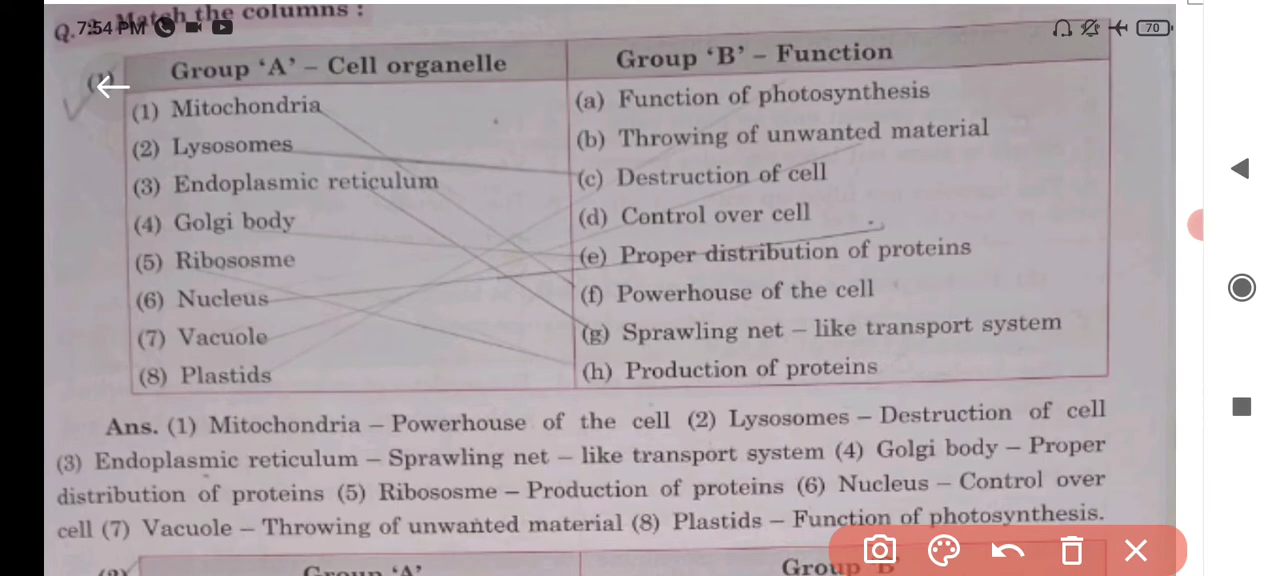 Q. Match the columns :
7:54 PM
70
Group ‘A’ – Cell organelle
Group ‘B’ – Function
(1) Mitochondria
(a) Function of photosynthesis
(2) Lysosomes
(b) Throwing of unwanted material
(3) Endoplasmic reticulum
(c) Destruction of cell
(4) Golgi body
(d) Control over cell
(5) Ribososme
(e) Proper distribution of proteins
(6) Nucleus
(f) Powerhouse of the cell
(7) Vacuole
(g) Sprawling net – like transport system
(8) Plastids
(h) Production of proteins
Ans. (1) Mitochondria – Powerhouse of the cell (2) Lysosomes – Destruction of cell
(3) Endoplasmic reticulum – Sprawling net – like transport system (4) Golgi body – Proper
distribution of proteins (5) Ribososme – Production of proteins (6) Nucleus – Control over
cell (7) Vacuole – Throwing of unwanted material (8) Plastids – Function of photosynthesis.
(2)
Group ‘A’
Group ‘B’